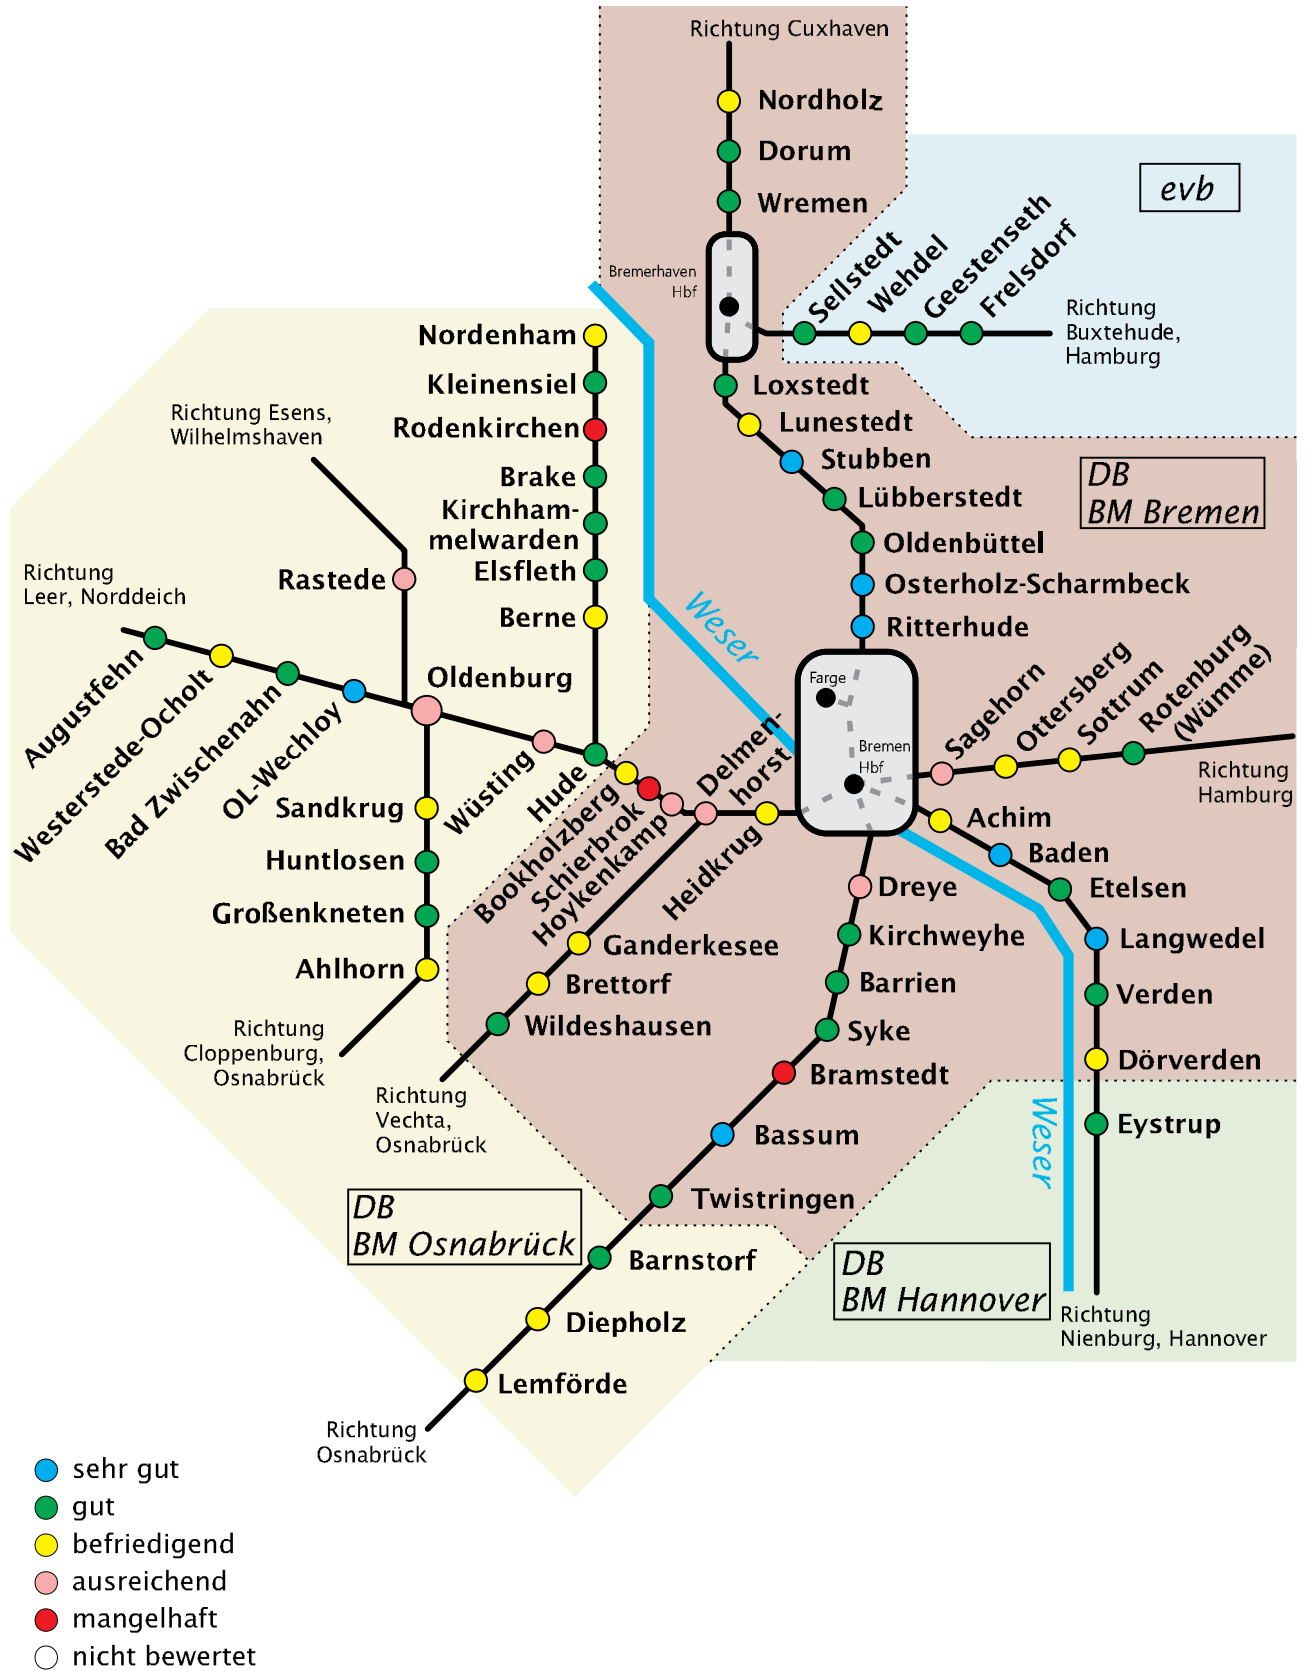 Richtung Cuxhaven
Nordholz
Dorum
Wremen
evb
Bremerhaven
Hbf
Sellstedt
Wehdel
Geestenseth
Frelsdorf
Richtung
Buxtehude,
Hamburg
Nordenham
Kleinensiel
Rodenkirchen
Brake
Kirchham-
melwarden
Elsfleth
Berne
Loxstedt
Lunestedt
Stubben
Lübberstedt
Oldenbüttel
Osterholz-Scharmbeck
Ritterhude
DB
BM Bremen
Richtung Esens,
Wilhelmshaven
Rastede
Richtung
Leer, Norddeich
Augustfehn
Westerstede-Ocholt
Bad Zwischenahn
OL-Wechloy
Oldenburg
Wüsting
Hude
Bookholzberg
Schierbrok
Hoykenkamp
Delmen-
horst
Heidkrug
Weser
Farge
Bremen
Hbf
Sagehorn
Ottersberg
Sottrum
Rotenburg
(Wümme)
Richtung
Hamburg
Sandkrug
Huntlosen
Großenkneten
Ahlhorn
Richtung
Cloppenburg,
Osnabrück
Ganderkesee
Brettorf
Wildeshausen
Richtung
Vechta,
Osnabrück
Achim
Baden
Etelsen
Langwedel
Verden
Dörverden
Eystrup
Weser
Dreye
Kirchweyhe
Barrien
Syke
Bramstedt
Bassum
Twistringen
Barnstorf
Diepholz
Lemförde
DB
BM Osnabrück
DB
BM Hannover
Richtung
Nienburg, Hannover
Richtung
Osnabrück
sehr gut
gut
befriedigend
ausreichend
mangelhaft
nicht bewertet